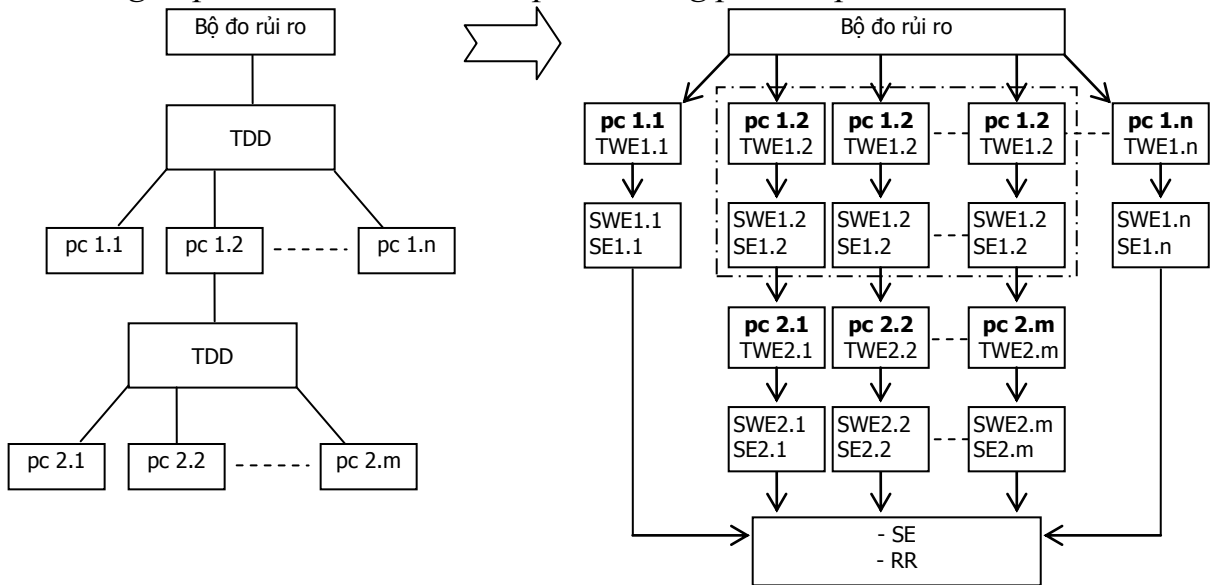 Bộ đo rủi ro
TDD
pc 1.1
pc 1.2
pc 1.n
TDD
pc 2.1
pc 2.2
pc 2.m
Bộ đo rủi ro
pc 1.1
TWE1.1
pc 1.2
TWE1.2
pc 1.2
TWE1.2
pc 1.2
TWE1.2
pc 1.n
TWE1.n
SWE1.1
SE1.1
SWE1.2
SE1.2
SWE1.2
SE1.2
SWE1.2
SE1.2
SWE1.n
SE1.n
pc 2.1
TWE2.1
pc 2.2
TWE2.2
pc 2.m
TWE2.m
SWE2.1
SE2.1
SWE2.2
SE2.2
SWE2.m
SE2.m
- SE
- RR